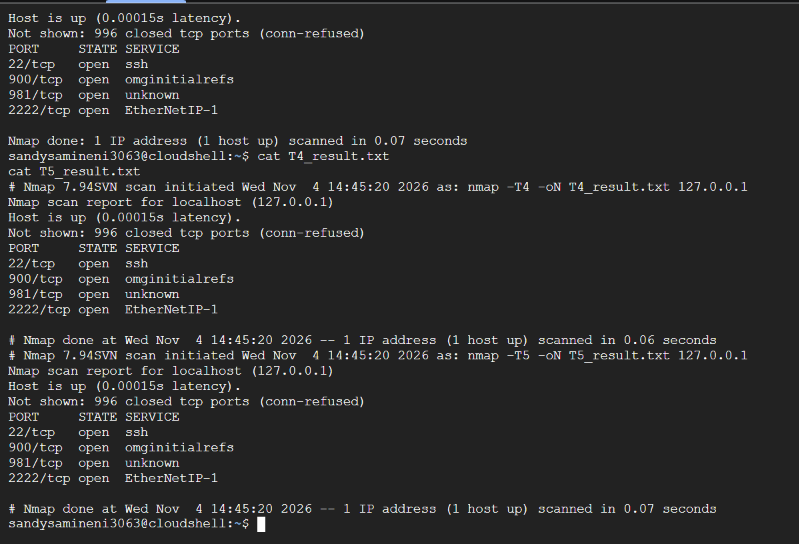 Host is up (0.00015s latency).
Not shown: 996 closed tcp ports (conn-refused)
PORT     STATE SERVICE
22/tcp   open  ssh
900/tcp  open  omginitialrefs
981/tcp  open  unknown
2222/tcp open  EtherNetIP-1

Nmap done: 1 IP address (1 host up) scanned in 0.07 seconds
sandysamineni3063@cloudshell:~$ cat T4_result.txt
cat T5_result.txt
# Nmap 7.94SVN scan initiated Wed Nov  4 14:45:20 2026 as: nmap -T4 -oN T4_result.txt 127.0.0.1
Nmap scan report for localhost (127.0.0.1)
Host is up (0.00015s latency).
Not shown: 996 closed tcp ports (conn-refused)
PORT     STATE SERVICE
22/tcp   open  ssh
900/tcp  open  omginitialrefs
981/tcp  open  unknown
2222/tcp open  EtherNetIP-1

# Nmap done at Wed Nov  4 14:45:20 2026 -- 1 IP address (1 host up) scanned in 0.06 seconds
# Nmap 7.94SVN scan initiated Wed Nov  4 14:45:20 2026 as: nmap -T5 -oN T5_result.txt 127.0.0.1
Nmap scan report for localhost (127.0.0.1)
Host is up (0.00015s latency).
Not shown: 996 closed tcp ports (conn-refused)
PORT     STATE SERVICE
22/tcp   open  ssh
900/tcp  open  omginitialrefs
981/tcp  open  unknown
2222/tcp open  EtherNetIP-1

# Nmap done at Wed Nov  4 14:45:20 2026 -- 1 IP address (1 host up) scanned in 0.07 seconds
sandysamineni3063@cloudshell:~$